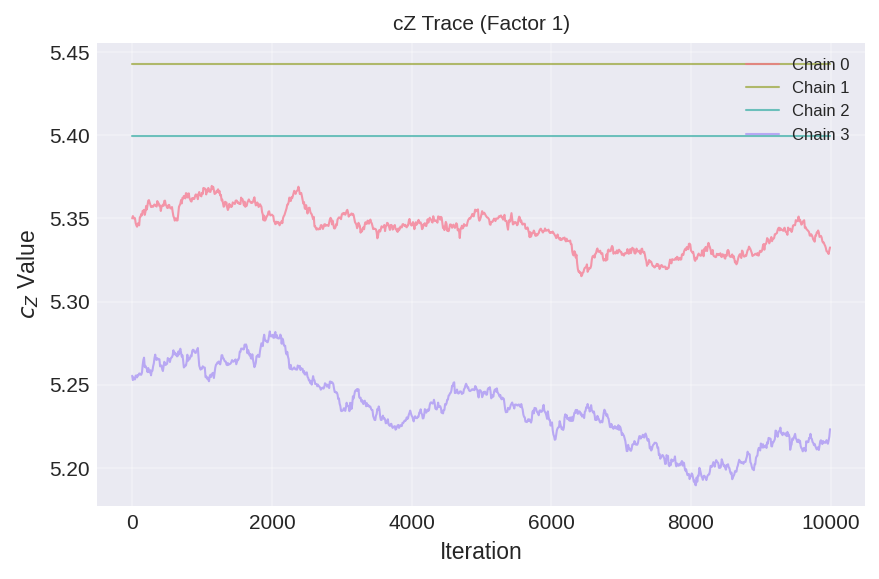 cZ Trace (Factor 1)
5.45
5.40
5.35
5.30
5.25
5.20
cZ Value
Chain 0
Chain 1
Chain 2
Chain 3
0 2000 4000 6000 8000 10000
Iteration